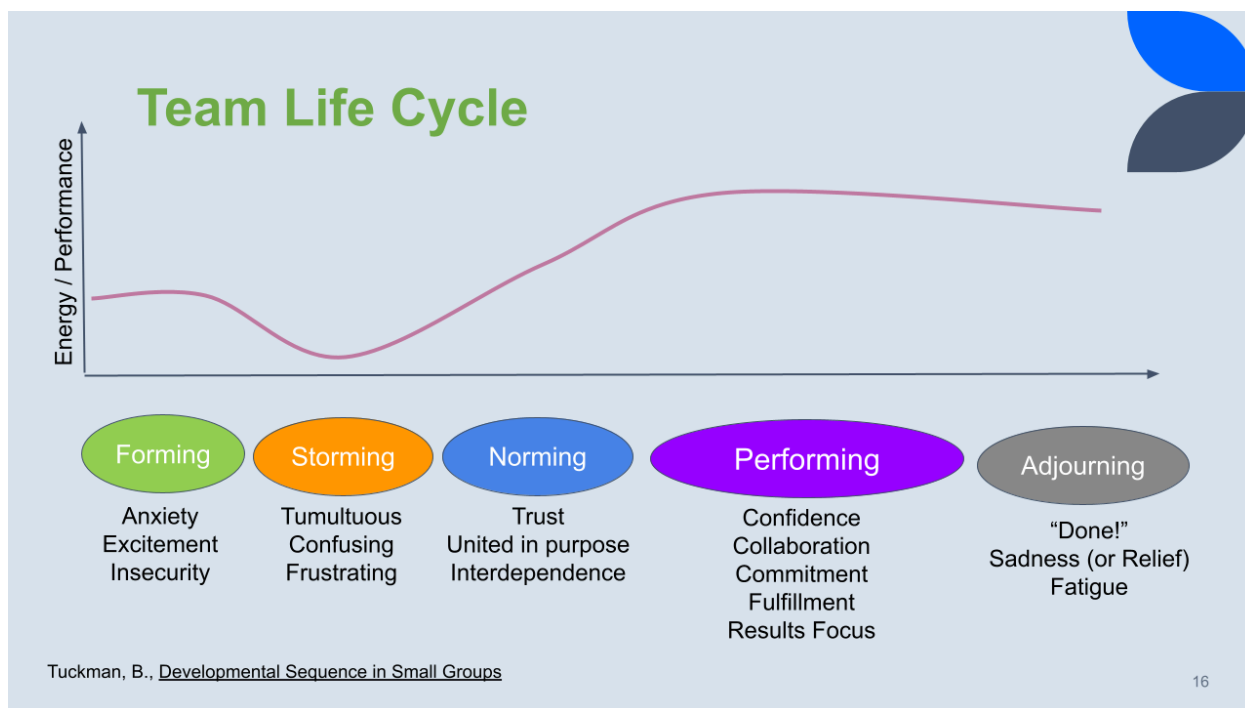 Team Life Cycle
Energy / Performance
Forming
Anxiety
Excitement
Insecurity
Storming
Tumultuous
Confusing
Frustrating
Norming
Trust
United in purpose
Interdependence
Performing
Confidence
Collaboration
Commitment
Fulfillment
Results Focus
Adjourning
“Done!”
Sadness (or Relief)
Fatigue
Tuckman, B., Developmental Sequence in Small Groups
16